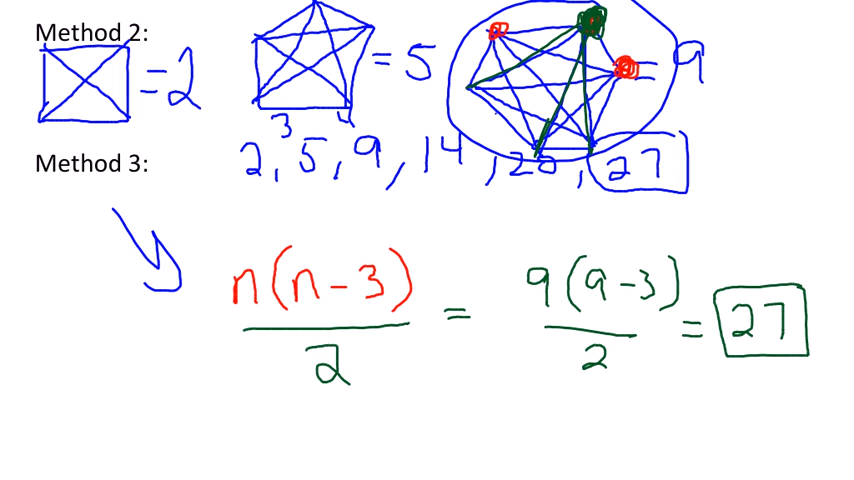 Method 2:
= 2
= 5
= 9
3 4
2, 5, 9, 14, 20, 27
Method 3:
n(n-3)
2
=
9(9-3)
2
= 27